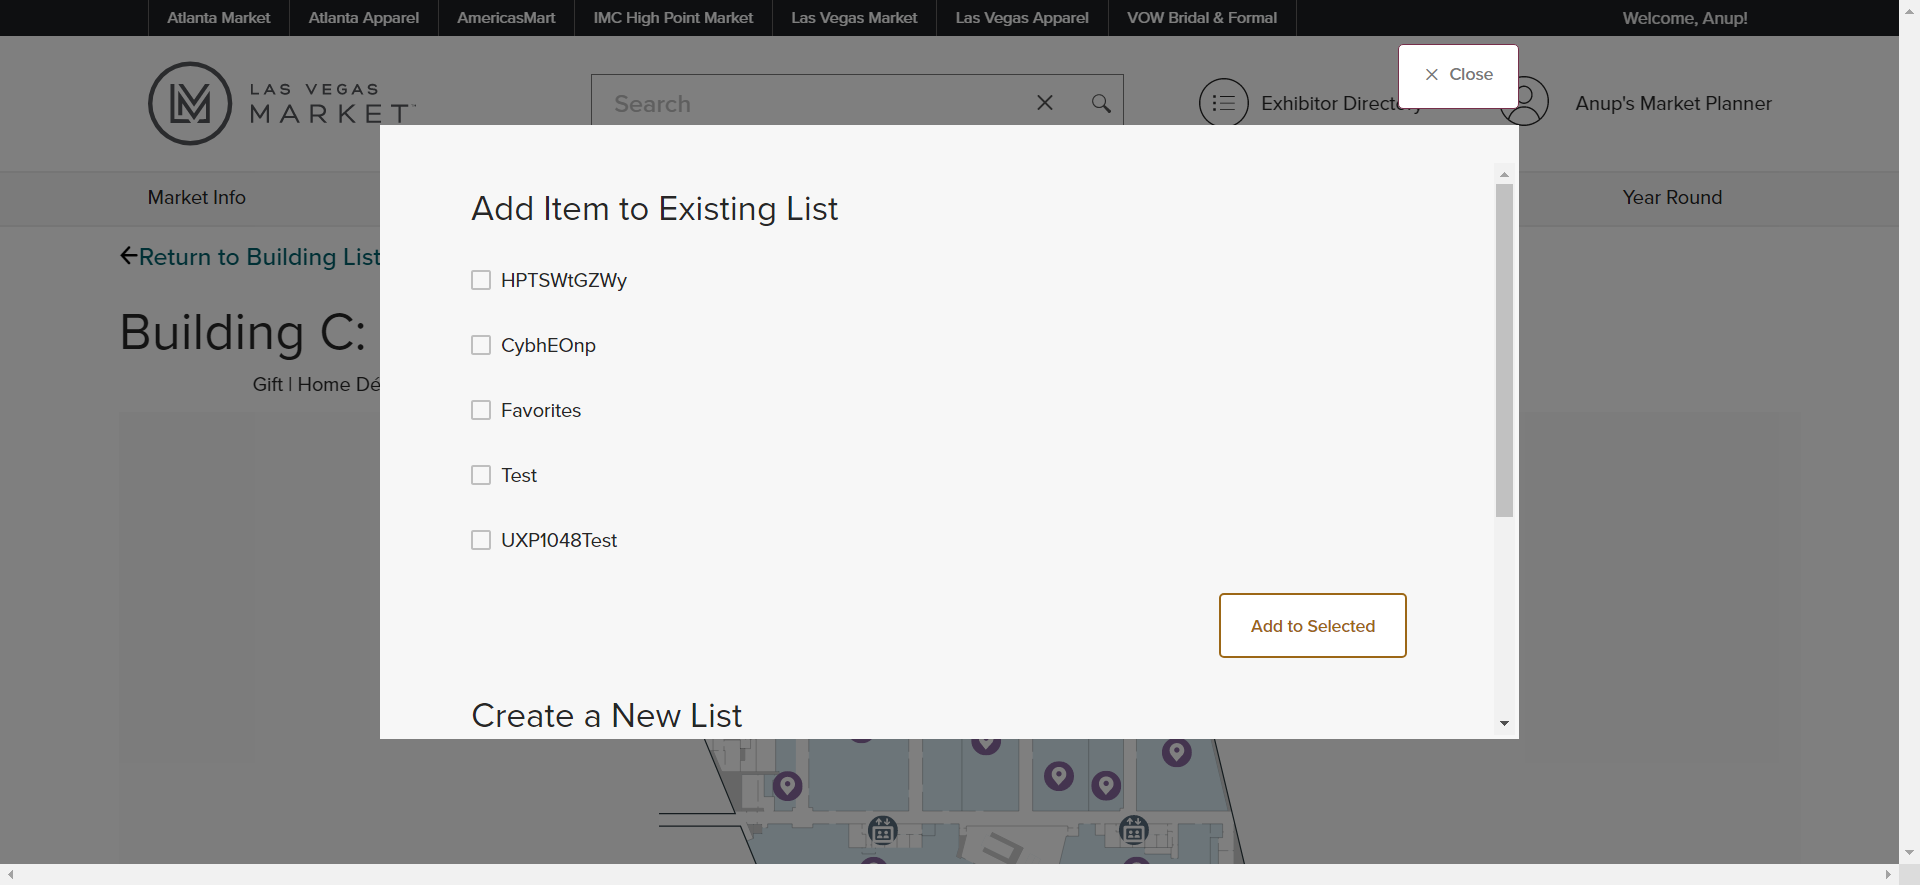 Atlanta Market
Atlanta Apparel
AmericasMart
IMC High Point Market
Las Vegas Market
Las Vegas Apparel
VOW Bridal & Formal
Welcome, Anup!
LAS VEGAS
MARKET
Search
Exhibitor Directory
Close
Anup's Market Planner
Market Info
Year Round
Return to Building List
Building C:
Gift | Home Dé
Add Item to Existing List
HPTSWtGZWy
CybhEOnp
Favorites
Test
UXP1048Test
Add to Selected
Create a New List